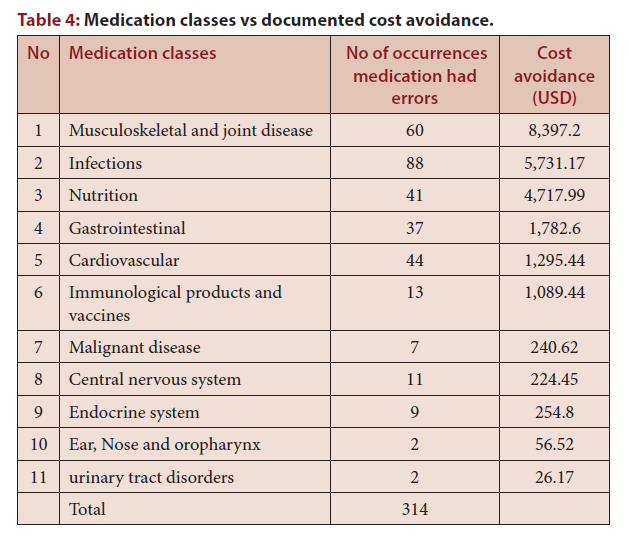 Table 4: Medication classes vs documented cost avoidance.
No Medication classes No of occurrences medication had errors Cost avoidance (USD)
1 Musculoskeletal and joint disease 60 8,397.2
2 Infections 88 5,731.17
3 Nutrition 41 4,717.99
4 Gastrointestinal 37 1,782.6
5 Cardiovascular 44 1,295.44
6 Immunological products and vaccines 13 1,089.44
7 Malignant disease 7 240.62
8 Central nervous system 11 224.45
9 Endocrine system 9 254.8
10 Ear, Nose and oropharynx 2 56.52
11 urinary tract disorders 2 26.17
Total 314